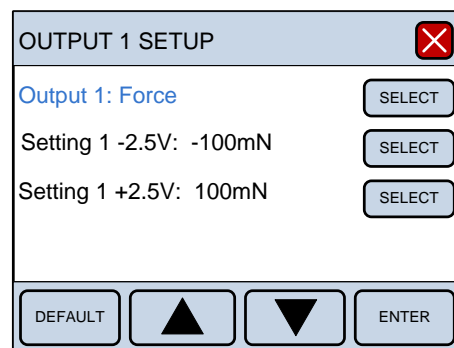 OUTPUT 1 SETUP
Output 1: Force
SELECT
Setting 1 -2.5V: -100mN
SELECT
Setting 1 +2.5V: 100mN
SELECT
DEFAULT
ENTER